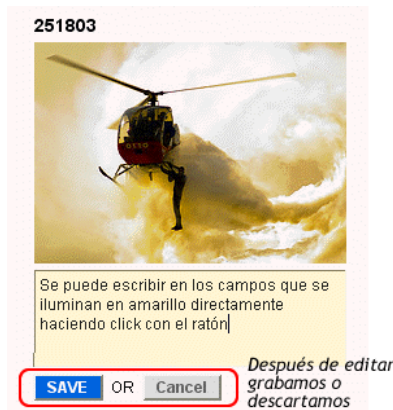 251803
Se puede escribir en los campos que se
iluminan en amarillo directamente
haciendo click con el ratón
SAVE OR Cancel
Después de editar
grabamos o
descartamos